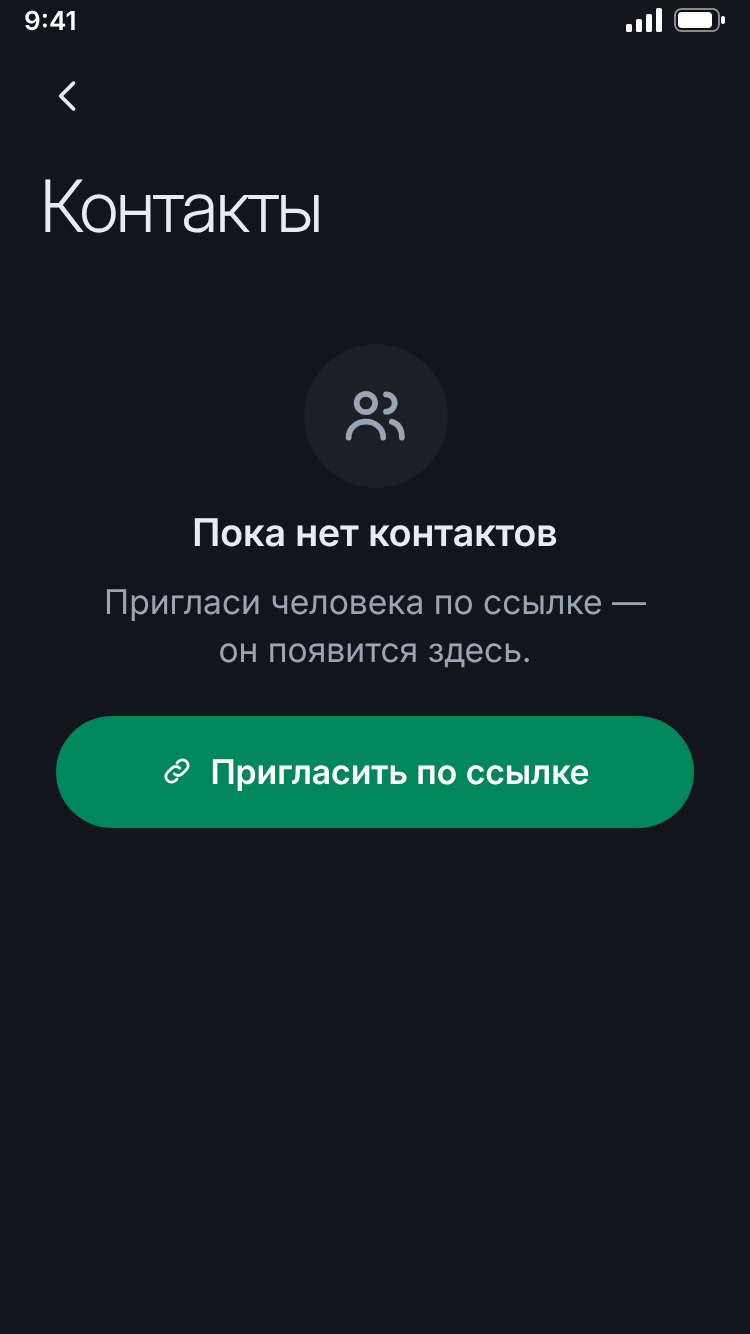 9:41
Контакты
Пока нет контактов
Пригласи человека по ссылке —
он появится здесь.
Пригласить по ссылке